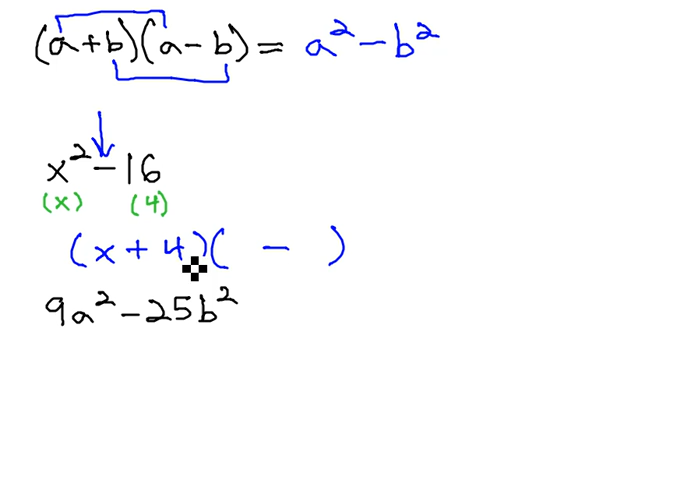 (a+b)(a-b) = a² - b²
x² - 16
(x) (4)
(x + 4)( - )
9a² - 25b²